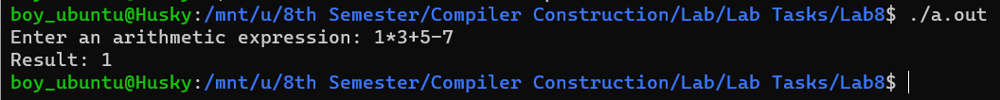 boy_ubuntu@Husky:/mnt/u/8th Semester/Compiler Construction/Lab/Lab Tasks/Lab8$ ./a.out
Enter an arithmetic expression: 1*3+5-7
Result: 1
boy_ubuntu@Husky:/mnt/u/8th Semester/Compiler Construction/Lab/Lab Tasks/Lab8$